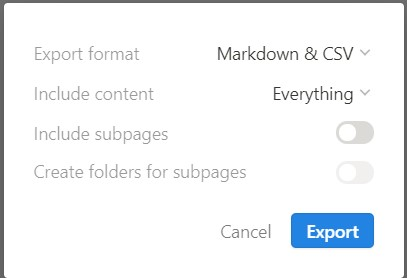 Export format Markdown & CSV
Include content Everything
Include subpages
Create folders for subpages
Cancel Export